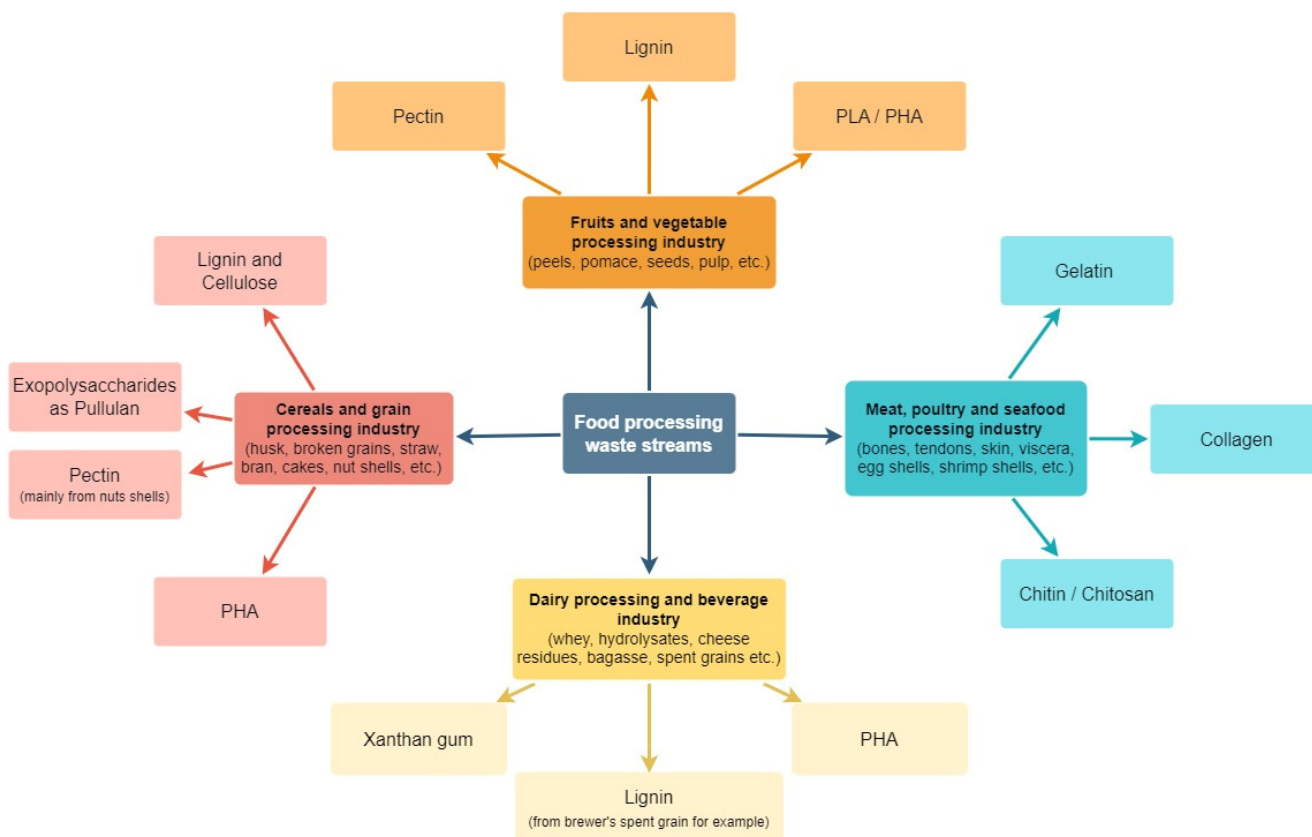 Lignin
Pectin
PLA / PHA
Fruits and vegetable
processing industry
(peels, pomace, seeds, pulp, etc.)
Lignin and
Cellulose
Gelatin
Exopolysaccharides
as Pullulan
Cereals and grain
processing industry
(husk, broken grains, straw,
bran, cakes, nut shells, etc.)
Food processing
waste streams
Meat, poultry and seafood
processing industry
(bones, tendons, skin, viscera,
egg shells, shrimp shells, etc.)
Collagen
Pectin
(mainly from nuts shells)
PHA
Chitin / Chitosan
Dairy processing and beverage
industry
(whey, hydrolysates, cheese
residues, bagasse, spent grains etc.)
Xanthan gum
PHA
Lignin
(from brewer's spent grain for example)